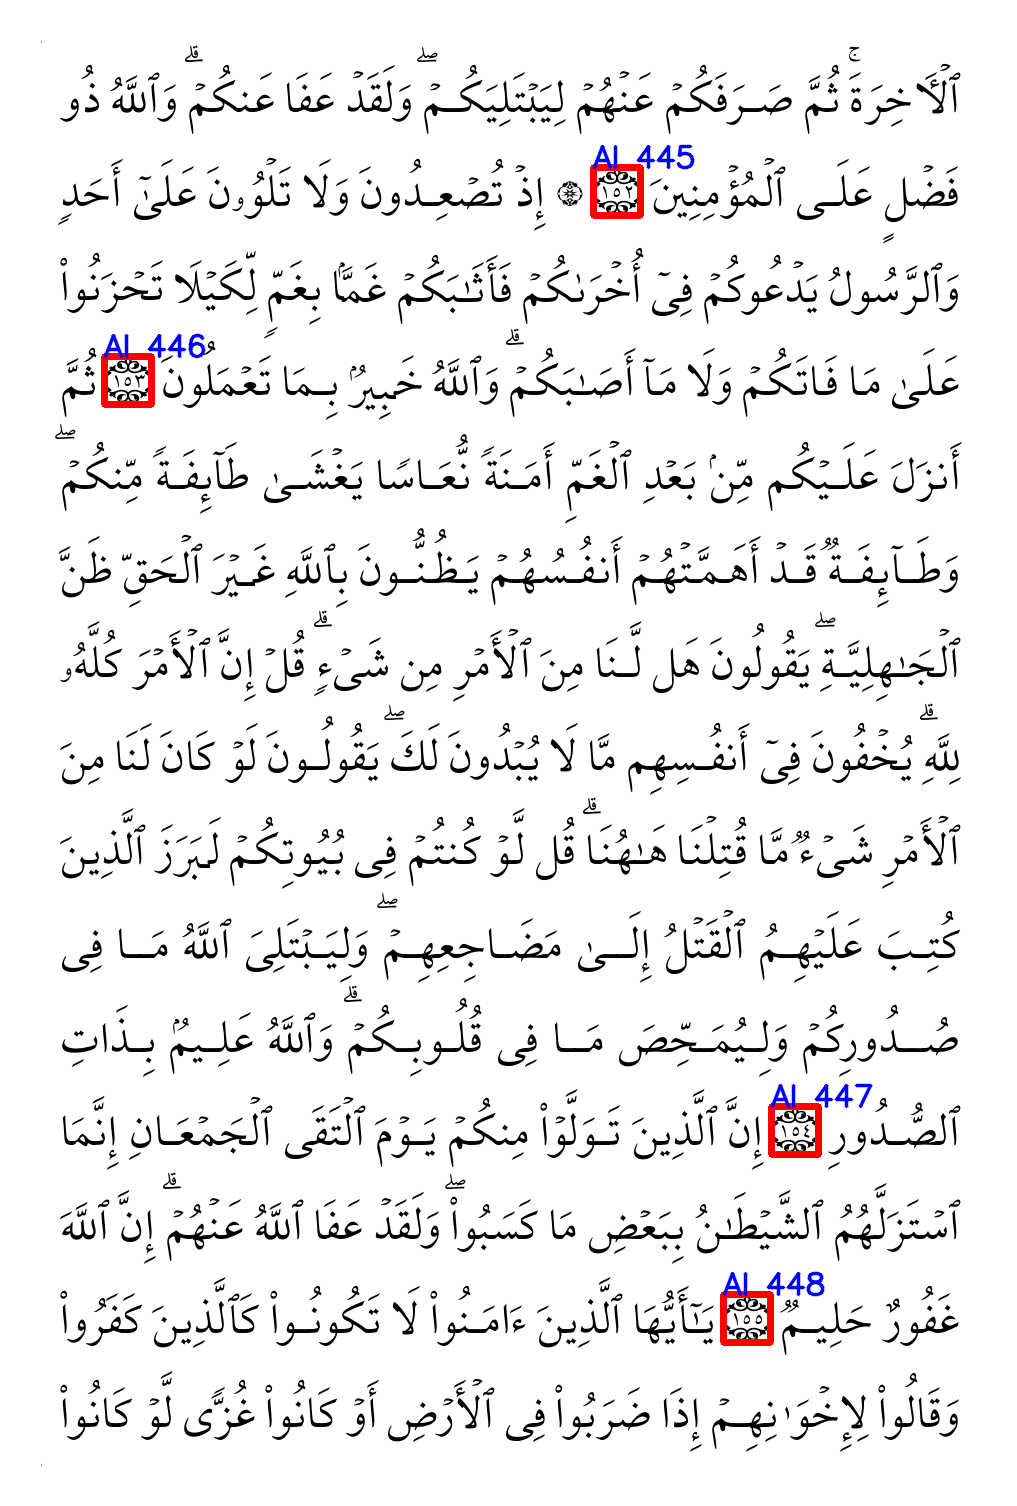 ٱلۡأَخِرَةَۚ ثُمَّ صَرَفَكُمۡ عَنۡهُمۡ لِيَبۡتَلِيَكُمۡۖ وَلَقَدۡ عَفَا عَنكُمۡۗ وَٱللَّهُ ذُو
AI 445
فَضۡلٍ عَلَى ٱلۡمُؤۡمِنِينَ ١٥٢ ۞ إِذۡ تُصۡعِدُونَ وَلَا تَلۡوُۥنَ عَلَىٰٓ أَحَدٖ
وَٱلرَّسُولُ يَدۡعُوكُمۡ فِيٓ أُخۡرَىٰكُمۡ فَأَثَٰبَكُمۡ غَمَّۢا بِغَمّٖ لِّكَيۡلَا تَحۡزَنُواْ
AI 446
عَلَىٰ مَا فَاتَكُمۡ وَلَا مَآ أَصَٰبَكُمۡۗ وَٱللَّهُ خَبِيرُۢ بِمَا تَعۡمَلُونَ ١٥٣ ثُمَّ
أَنزَلَ عَلَيۡكُم مِّنۢ بَعۡدِ ٱلۡغَمِّ أَمَنَةٗ نُّعَاسٗا يَغۡشَىٰ طَآئِفَةٗ مِّنكُمۡۖ
وَطَآئِفَةٞ قَدۡ أَهَمَّتۡهُمۡ أَنفُسُهُمۡ يَظُنُّونَ بِٱللَّهِ غَيۡرَ ٱلۡحَقِّ ظَنَّ
ٱلۡجَٰهِلِيَّةِۖ يَقُولُونَ هَل لَّنَا مِنَ ٱلۡأَمۡرِ مِن شَيۡءٖۗ قُلۡ إِنَّ ٱلۡأَمۡرَ كُلَّهُۥ
لِلَّهِۗ يُخۡفُونَ فِيٓ أَنفُسِهِم مَّا لَا يُبۡدُونَ لَكَۖ يَقُولُونَ لَوۡ كَانَ لَنَا مِنَ
ٱلۡأَمۡرِ شَيۡءٞ مَّا قُتِلۡنَا هَٰهُنَاۗ قُل لَّوۡ كُنتُمۡ فِي بُيُوتِكُمۡ لَبَرَزَ ٱلَّذِينَ
كُتِبَ عَلَيۡهِمُ ٱلۡقَتۡلُ إِلَىٰ مَضَاجِعِهِمۡۖ وَلِيَبۡتَلِيَ ٱللَّهُ مَا فِي
صُدُورِكُمۡ وَلِيُمَحِّصَ مَا فِي قُلُوبِكُمۡۗ وَٱللَّهُ عَلِيمُۢ بِذَاتِ
AI 447
ٱلصُّدُورِ ١٥٤ إِنَّ ٱلَّذِينَ تَوَلَّوۡاْ مِنكُمۡ يَوۡمَ ٱلۡتَقَى ٱلۡجَمۡعَانِ إِنَّمَا
ٱسۡتَزَلَّهُمُ ٱلشَّيۡطَٰنُ بِبَعۡضِ مَا كَسَبُواْۖ وَلَقَدۡ عَفَا ٱللَّهُ عَنۡهُمۡۗ إِنَّ ٱللَّهَ
AI 448
غَفُورٌ حَلِيمٞ ١٥٥ يَٰٓأَيُّهَا ٱلَّذِينَ ءَامَنُواْ لَا تَكُونُواْ كَٱلَّذِينَ كَفَرُواْ
وَقَالُواْ لِإِخۡوَٰنِهِمۡ إِذَا ضَرَبُواْ فِي ٱلۡأَرۡضِ أَوۡ كَانُواْ غُزّٗى لَّوۡ كَانُواْ